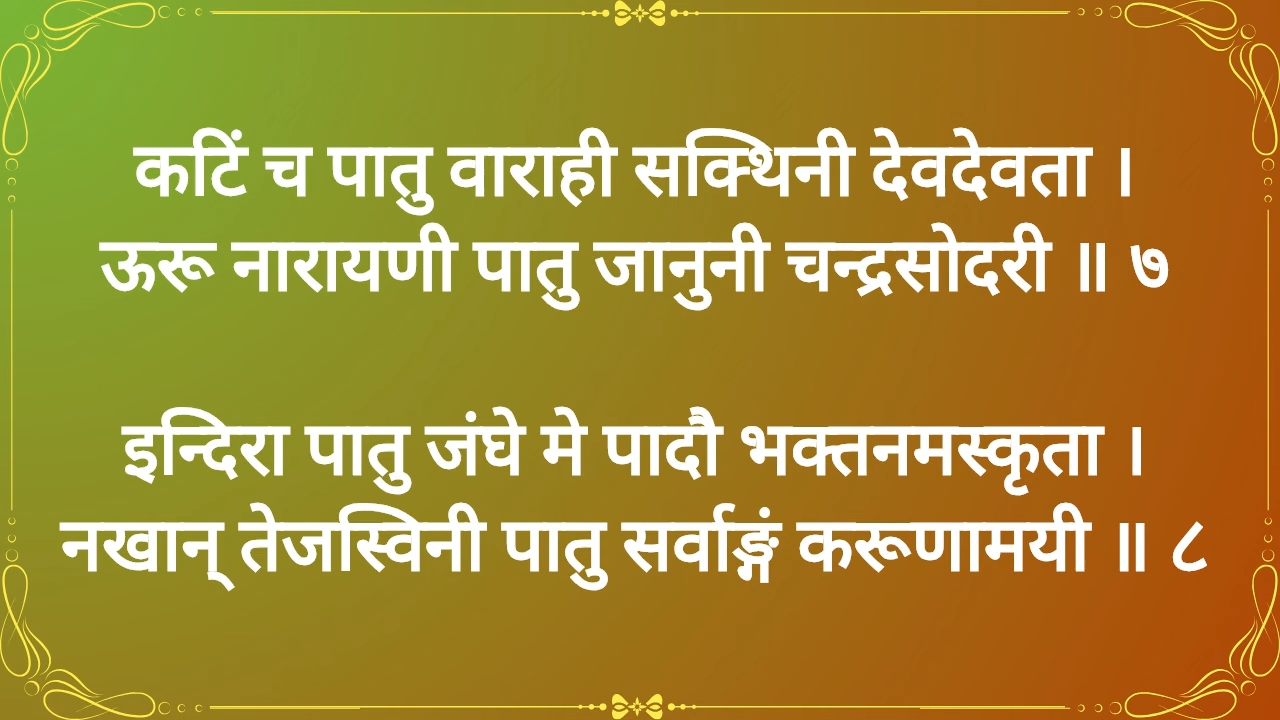 कटिं च पातु वाराही सक्थिनी देवदेवता ।
ऊरू नारायणी पातु जानुनी चन्द्रसोदरी ॥ ७
इन्दिरा पातु जंघे मे पादौ भक्तनमस्कृता ।
नखान् तेजस्विनी पातु सर्वाङ्गं करूणामयी ॥ ८